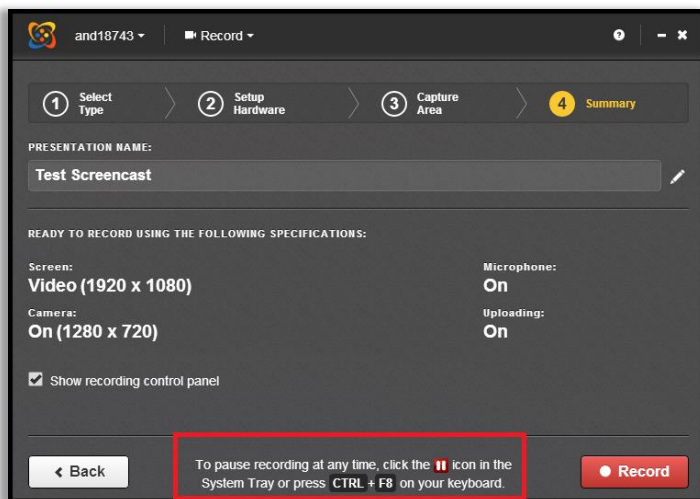 and18743 Record
1 Select Type 2 Setup Hardware 3 Capture Area 4 Summary
PRESENTATION NAME:
Test Screencast
READY TO RECORD USING THE FOLLOWING SPECIFICATIONS:
Screen:
Video (1920 x 1080)
Microphone:
On
Camera:
On (1280 x 720)
Uploading:
On
Show recording control panel
Back
To pause recording at any time, click the icon in the
System Tray or press CTRL + F8 on your keyboard.
Record